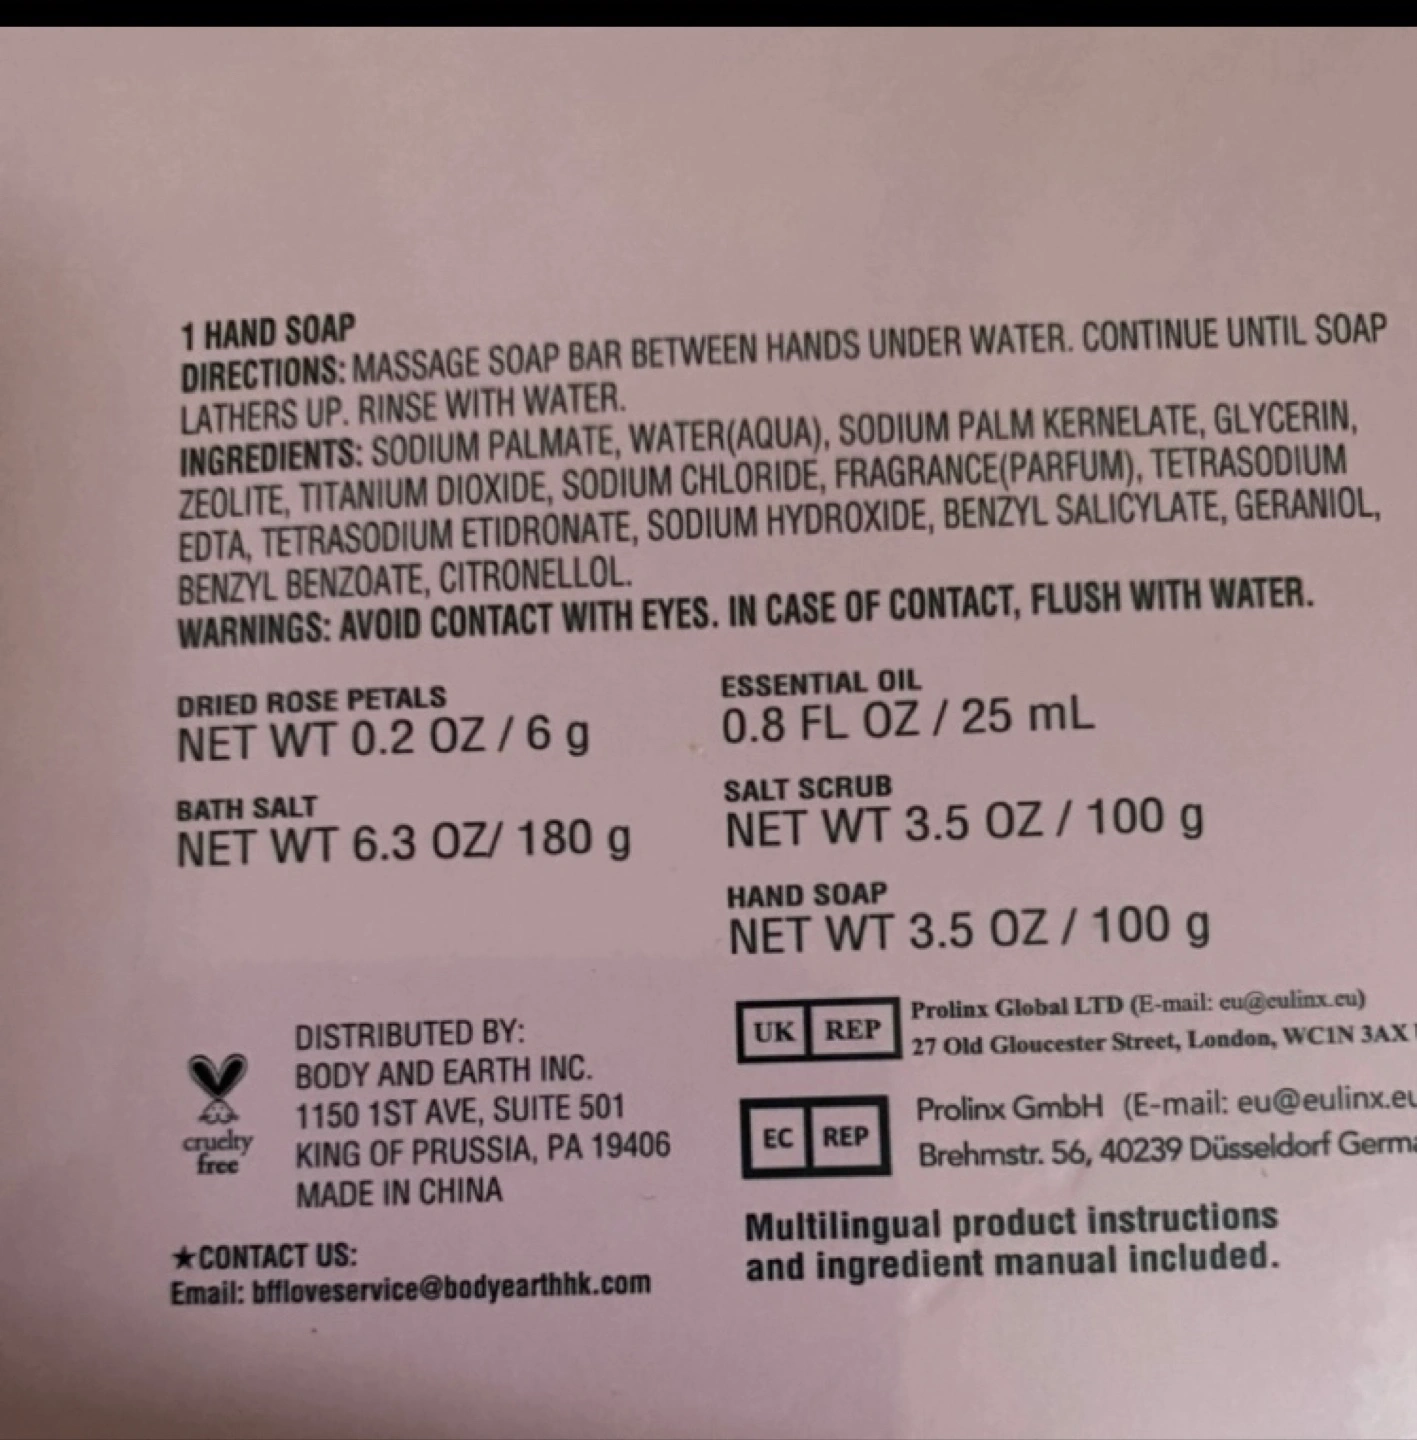 1 HAND SOAP
DIRECTIONS: MASSAGE SOAP BAR BETWEEN HANDS UNDER WATER. CONTINUE UNTIL SOAP
LATHERS UP. RINSE WITH WATER.
INGREDIENTS: SODIUM PALMATE, WATER(AQUA), SODIUM PALM KERNELATE, GLYCERIN,
ZEOLITE, TITANIUM DIOXIDE, SODIUM CHLORIDE, FRAGRANCE(PARFUM), TETRASODIUM
EDTA, TETRASODIUM ETIDRONATE, SODIUM HYDROXIDE, BENZYL SALICYLATE, GERANIOL,
BENZYL BENZOATE, CITRONELLOL.
WARNINGS: AVOID CONTACT WITH EYES. IN CASE OF CONTACT, FLUSH WITH WATER.
DRIED ROSE PETALS
NET WT 0.2 OZ / 6 g
BATH SALT
NET WT 6.3 OZ/ 180 g
ESSENTIAL OIL
0.8 FL OZ / 25 mL
SALT SCRUB
NET WT 3.5 OZ / 100 g
HAND SOAP
NET WT 3.5 OZ / 100 g
cruelty
free
DISTRIBUTED BY:
BODY AND EARTH INC.
1150 1ST AVE, SUITE 501
KING OF PRUSSIA, PA 19406
MADE IN CHINA
★CONTACT US:
Email: bffloveservice@bodyearthhk.com
UK REP
Prolinx Global LTD (E-mail: eu@eulinx.eu)
27 Old Gloucester Street, London, WC1N 3AX
EC REP
Prolinx GmbH (E-mail: eu@eulinx.eu
Brehmstr. 56, 40239 Düsseldorf Germa
Multilingual product instructions
and ingredient manual included.